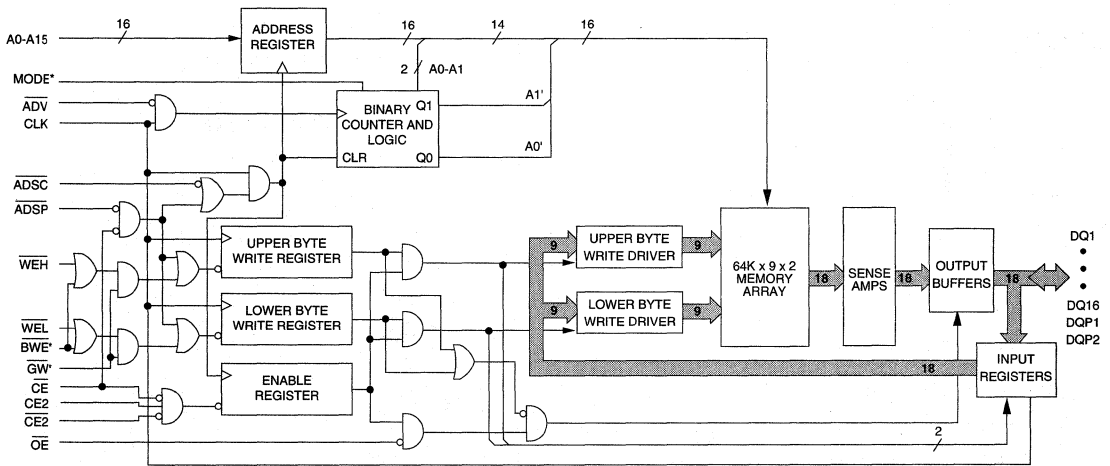 16
A0-A15
ADDRESS
REGISTER
16
14
16
2
A0-A1
MODE*
ADV
CLK
BINARY
COUNTER AND
LOGIC
Q1
CLR
Q0
A1'
A0'
ADSC
ADSP
WEH
WEL
BWE*
GW*
CE
CE2
CE2
OE
UPPER BYTE
WRITE REGISTER
LOWER BYTE
WRITE REGISTER
ENABLE
REGISTER
9
UPPER BYTE
WRITE DRIVER
9
9
LOWER BYTE
WRITE DRIVER
9
64K x 9 x 2
MEMORY
ARRAY
18
SENSE
AMPS
18
OUTPUT
BUFFERS
18
DQ1
DQ16
DQP1
DQP2
18
INPUT
REGISTERS
2